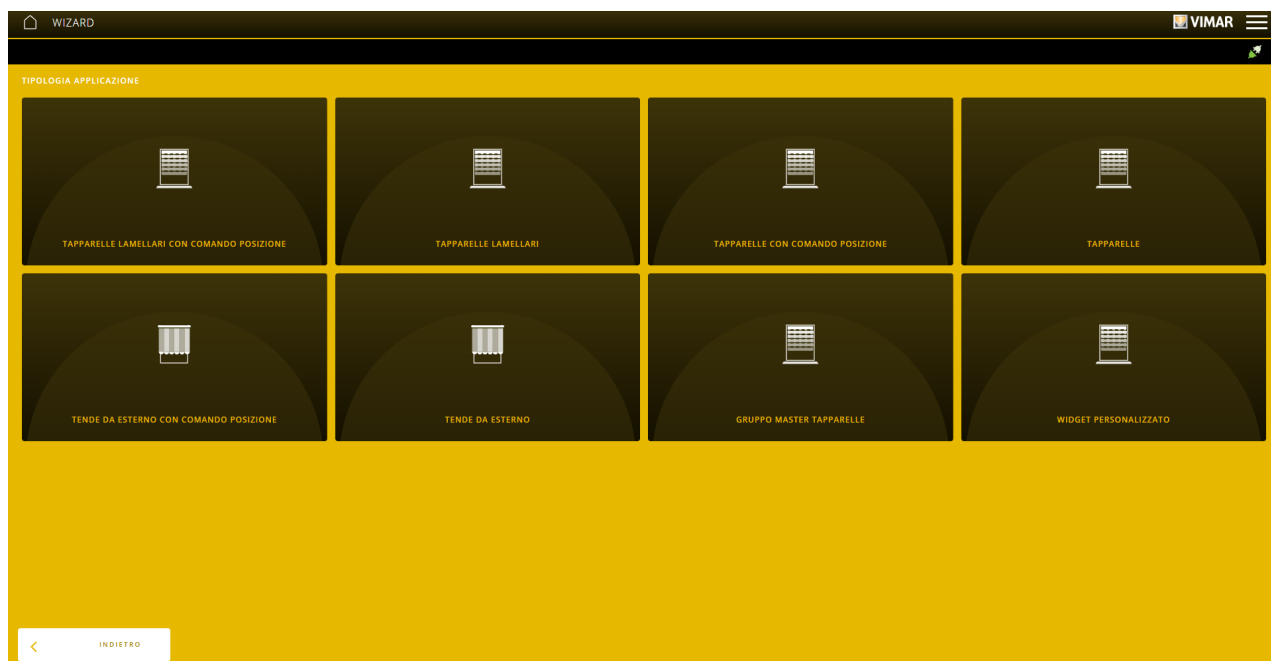 WIZARD
VIMAR
TIPOLOGIA APPLICAZIONE
TAPPARELLE LAMELLARI CON COMANDO POSIZIONE
TAPPARELLE LAMELLARI
TAPPARELLE CON COMANDO POSIZIONE
TAPPARELLE
TENDE DA ESTERNO CON COMANDO POSIZIONE
TENDE DA ESTERNO
GRUPPO MASTER TAPPARELLE
WIDGET PERSONALIZZATO
INDIETRO